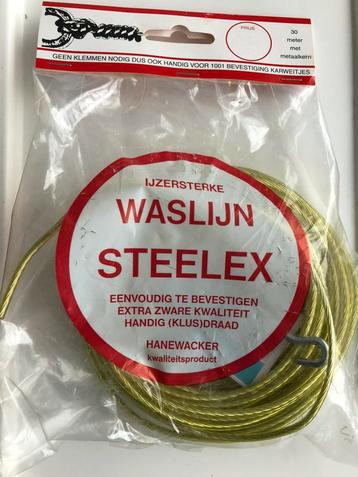 PRIJS
30
meter
met
metaalkern
GEEN KLEMMEN NODIG DUS OOK HANDIG VOOR 1001 BEVESTIGING KARWEITJES
IJZERSTERKE
WASLIJN
STEELEX
EENVOUDIG TE BEVESTIGEN
EXTRA ZWARE KWALITEIT
HANDIG (KLUS)DRAAD
HANEWACKER
kwaliteitsproduct